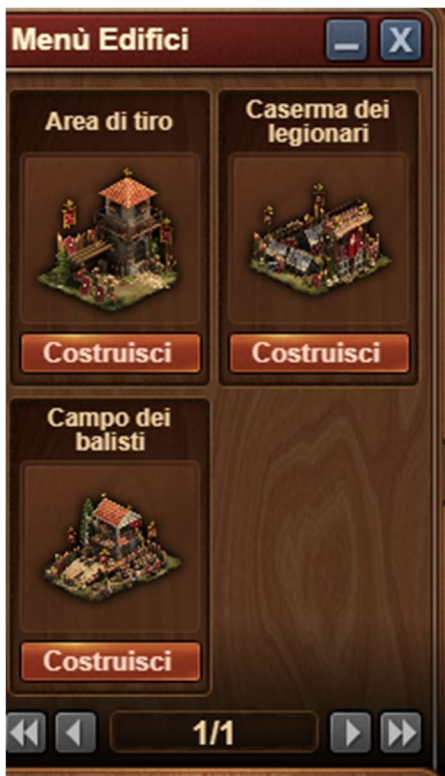 Menù Edifici
X
Area di tiro
Caserma dei
legionari
Costruisci
Costruisci
Campo dei
balisti
Costruisci
1/1